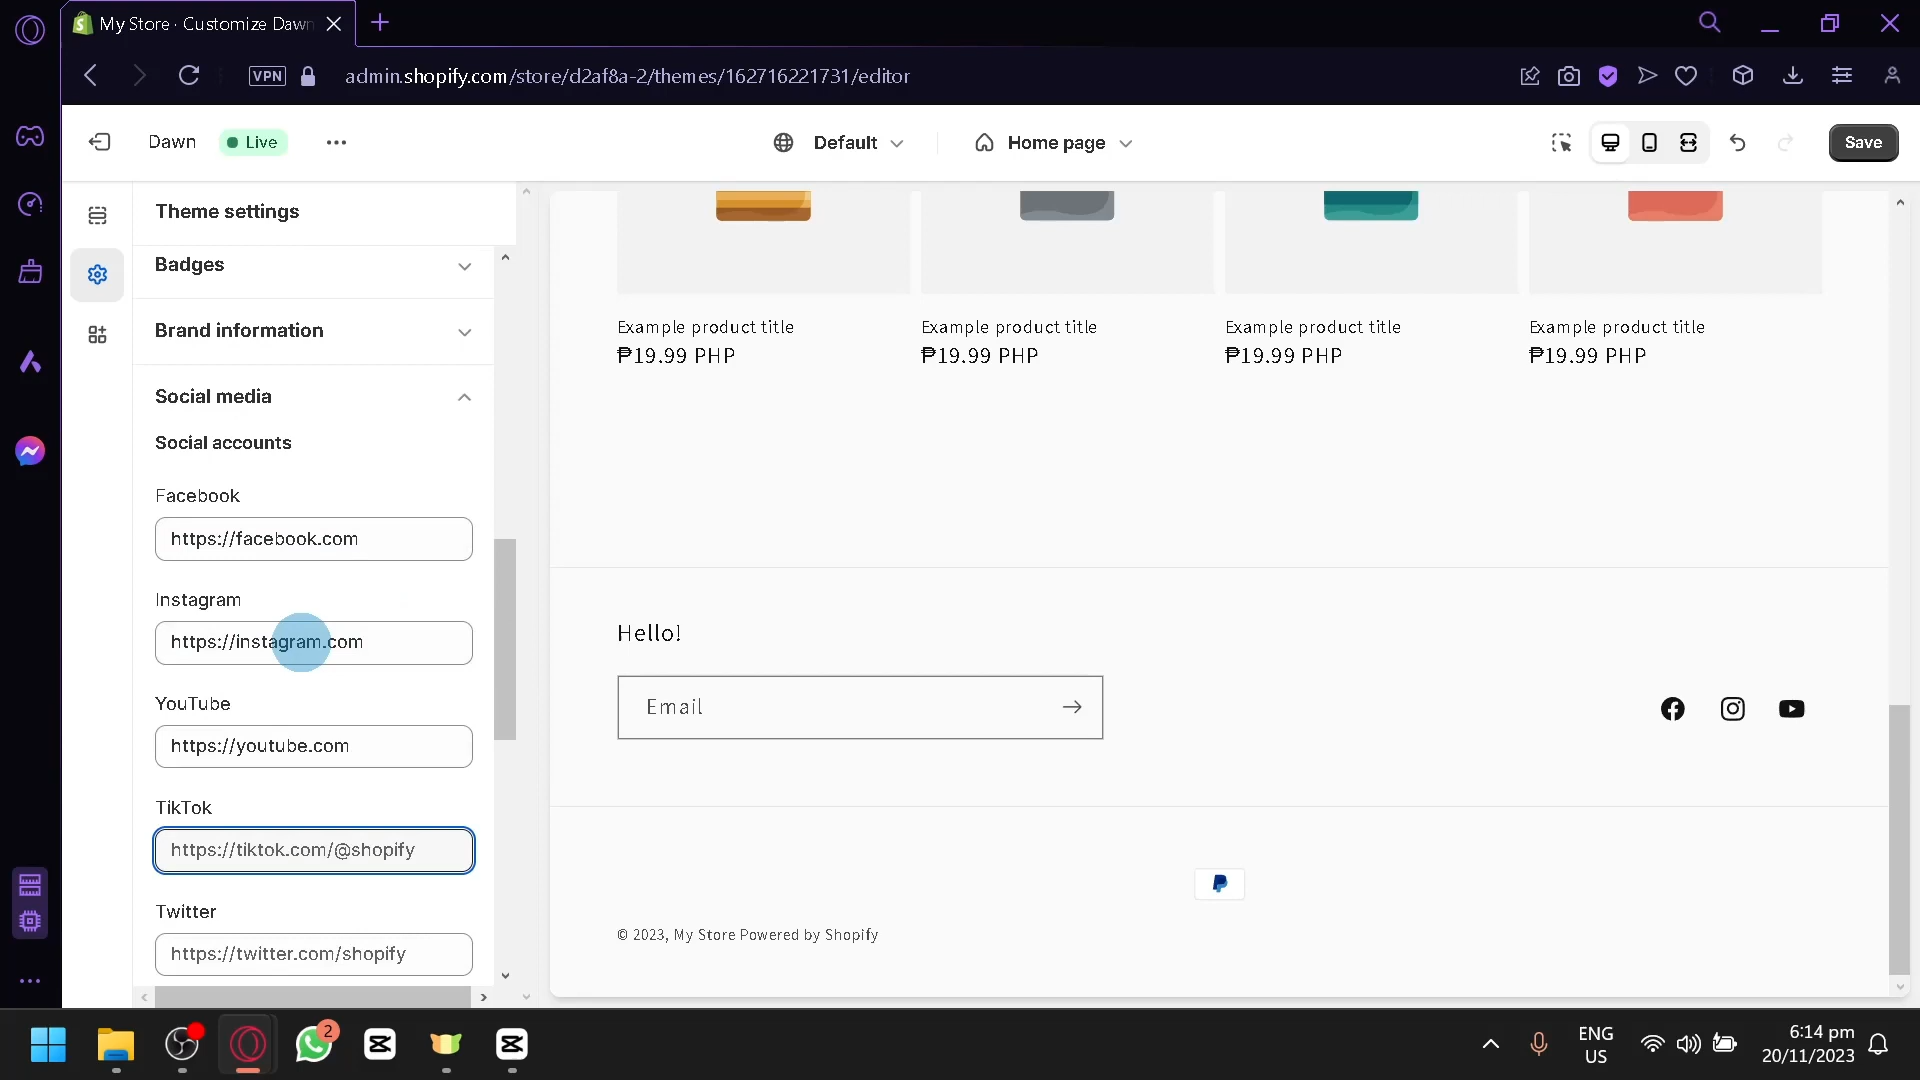 My Store · Customize Dawn
VPN
admin.shopify.com/store/d2af8a-2/themes/162716221731/editor
Dawn
Live
Default
Home page
Save
Theme settings
Badges
Brand information
Social media
Social accounts
Facebook
https://facebook.com
Instagram
https://instagram.com
YouTube
https://youtube.com
TikTok
https://tiktok.com/@shopify
Twitter
https://twitter.com/shopify
Example product title
₱19.99 PHP
Example product title
₱19.99 PHP
Example product title
₱19.99 PHP
Example product title
₱19.99 PHP
Hello!
Email
© 2023, My Store Powered by Shopify
2
ENG
US
6:14 pm
20/11/2023